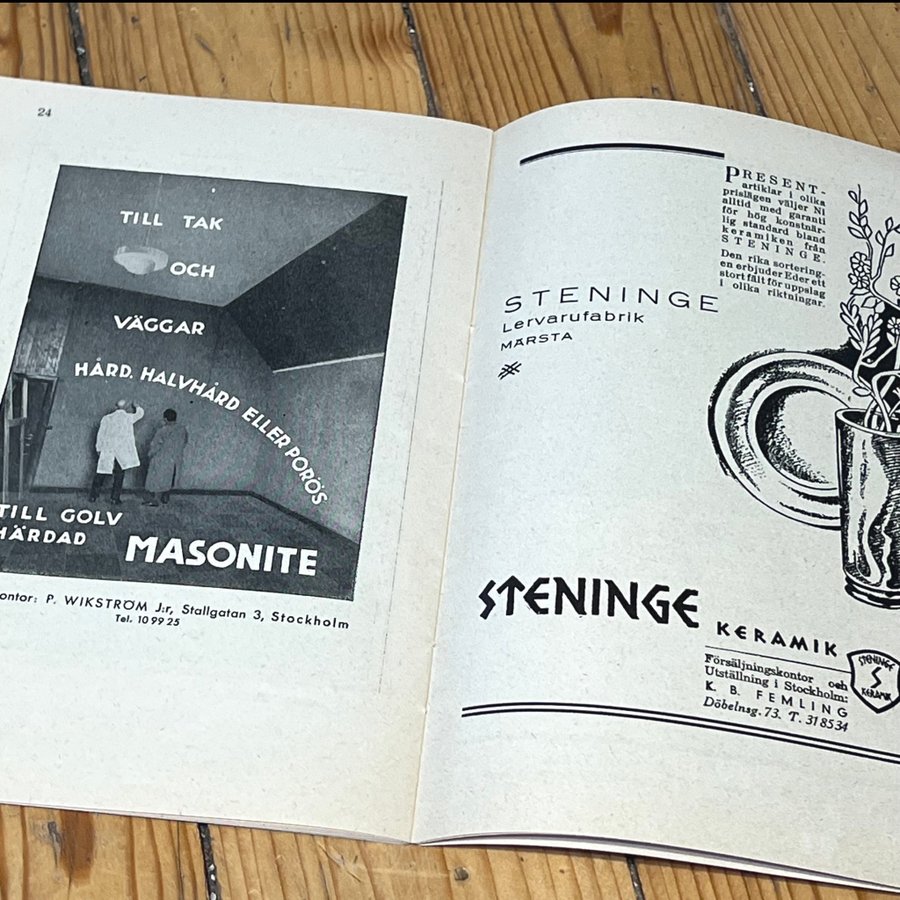 24
TILL TAK
OCH
VÄGGAR
HÅRD. HALVHÅRD ELLER PORÖS
TILL GOLV
HÄRDAD
MASONITE
ontor: P. WIKSTRÖM J:r, Stallgatan 3, Stockholm
Tel. 10 99 25
PRESENT-
artiklar i olika
prislägen väljer Ni
alltid med garanti
för hög konstnär-
lig standard bland
keramiken från
STENINGE.
Den rika sortering-
en erbjuder Eder ett
stort fält för uppslag
i olika riktningar.
STENINGE
Lervarufabrik
MÄRSTA
STENINGE KERAMIK
Försäljningskontor och
Utställning i Stockholm:
K. B. FEMLING
Döbelnsg. 73. T. 318534
STENINGE
S
KERAMIK